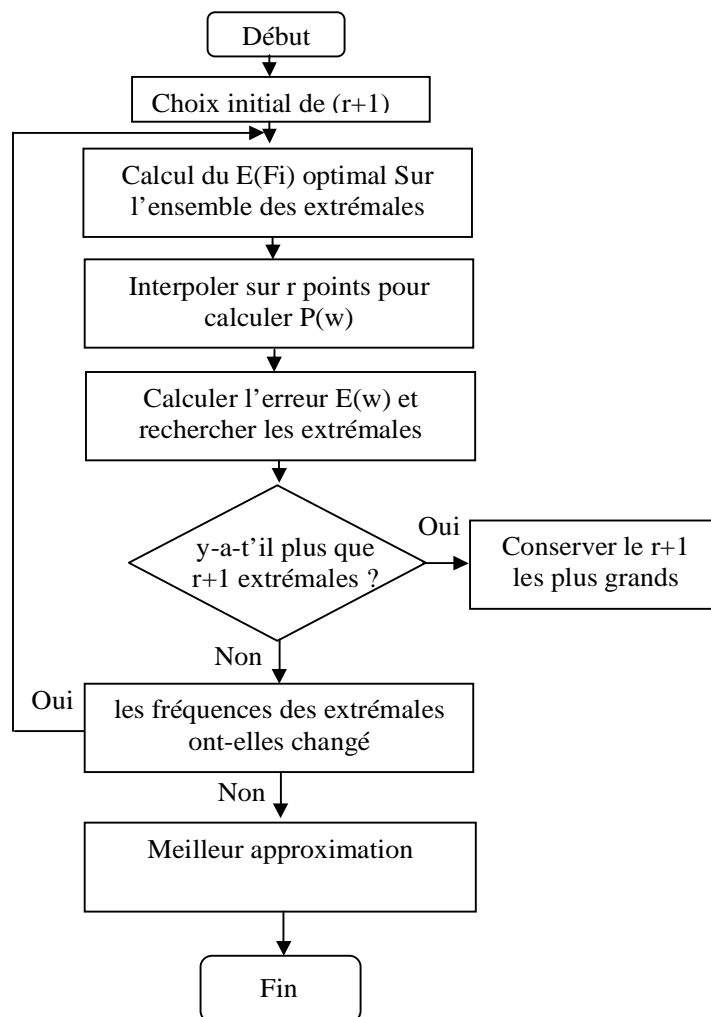 Début
Choix initial de (r+1)
Calcul du E(Fi) optimal Sur
l’ensemble des extrémales
Interpoler sur r points pour
calculer P(w)
Calculer l’erreur E(w) et
rechercher les extrémales
y-a-t’il plus que
r+1 extrémales ?
Oui
Conserver le r+1
les plus grands
Non
Oui
les fréquences des extrémales
ont-elles changé
Non
Meilleur approximation
Fin